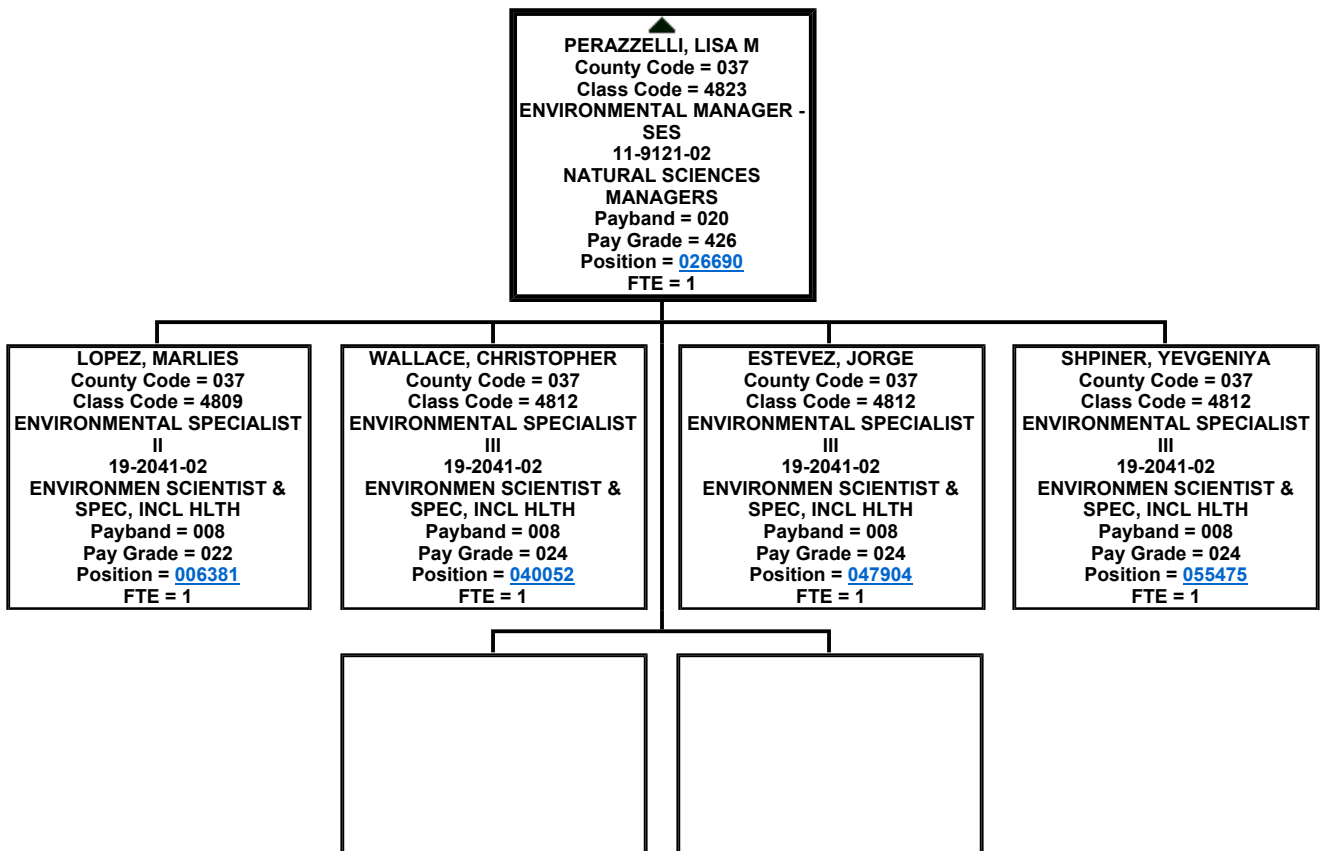 PERAZZELLI, LISA M
County Code = 037
Class Code = 4823
ENVIRONMENTAL MANAGER -
SES
11-9121-02
NATURAL SCIENCES
MANAGERS
Payband = 020
Pay Grade = 426
Position = 026690
FTE = 1
LOPEZ, MARLIES
County Code = 037
Class Code = 4809
ENVIRONMENTAL SPECIALIST
II
19-2041-02
ENVIRONMEN SCIENTIST &
SPEC, INCL HLTH
Payband = 008
Pay Grade = 022
Position = 006381
FTE = 1
WALLACE, CHRISTOPHER
County Code = 037
Class Code = 4812
ENVIRONMENTAL SPECIALIST
III
19-2041-02
ENVIRONMEN SCIENTIST &
SPEC, INCL HLTH
Payband = 008
Pay Grade = 024
Position = 040052
FTE = 1
ESTEVEZ, JORGE
County Code = 037
Class Code = 4812
ENVIRONMENTAL SPECIALIST
III
19-2041-02
ENVIRONMEN SCIENTIST &
SPEC, INCL HLTH
Payband = 008
Pay Grade = 024
Position = 047904
FTE = 1
SHPINER, YEVGENIYA
County Code = 037
Class Code = 4812
ENVIRONMENTAL SPECIALIST
III
19-2041-02
ENVIRONMEN SCIENTIST &
SPEC, INCL HLTH
Payband = 008
Pay Grade = 024
Position = 055475
FTE = 1